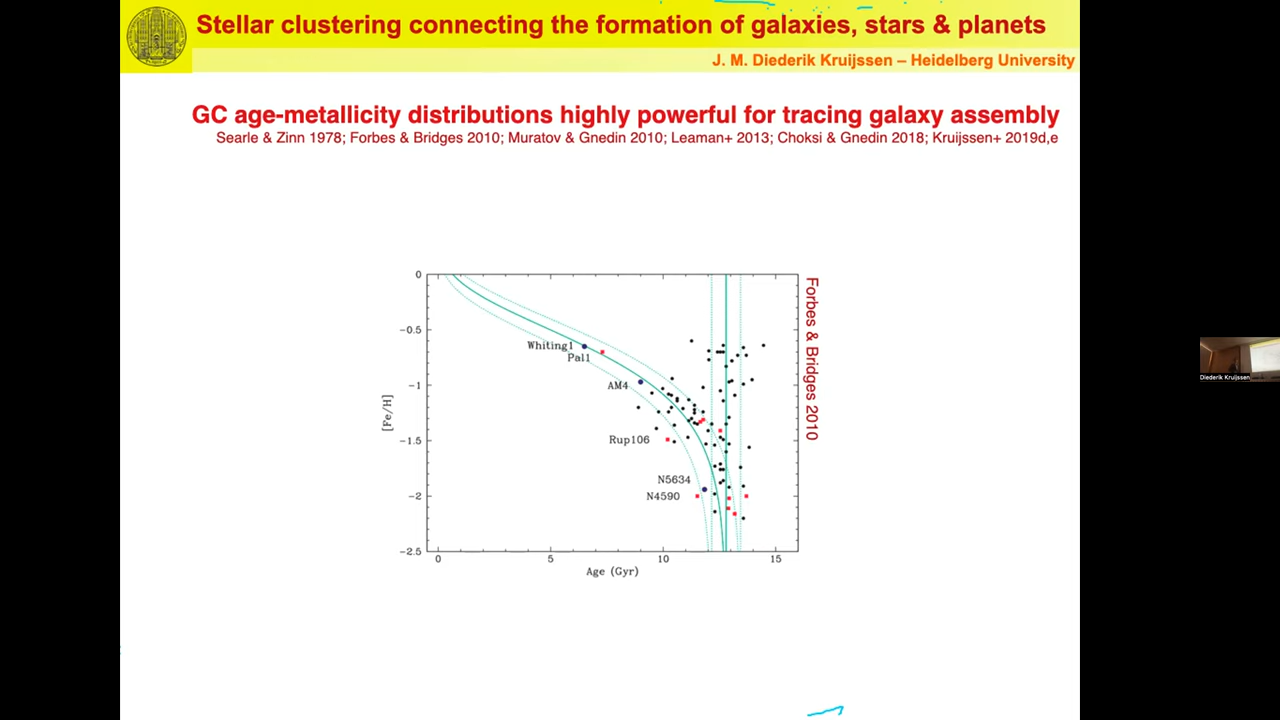 Stellar clustering connecting the formation of galaxies, stars & planets
J. M. Diederik Kruijssen – Heidelberg University
GC age-metallicity distributions highly powerful for tracing galaxy assembly
Searle & Zinn 1978; Forbes & Bridges 2010; Muratov & Gnedin 2010; Leaman+ 2013; Choksi & Gnedin 2018; Kruijssen+ 2019d,e
0
-0.5
-1
-1.5
-2
-2.5
[Fe/H]
Whiting1
Pal1
AM4
Rup106
N5634
N4590
0 5 10 15
Age (Gyr)
Forbes & Bridges 2010
Diederik Kruijssen